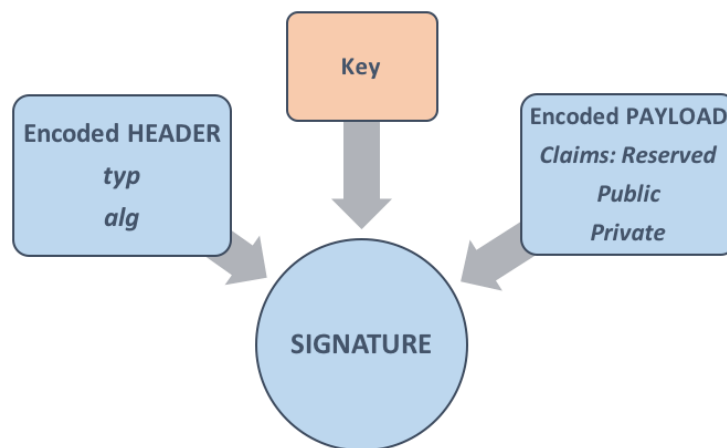 Key
Encoded HEADER
typ
alg
Encoded PAYLOAD
Claims: Reserved
Public
Private
SIGNATURE